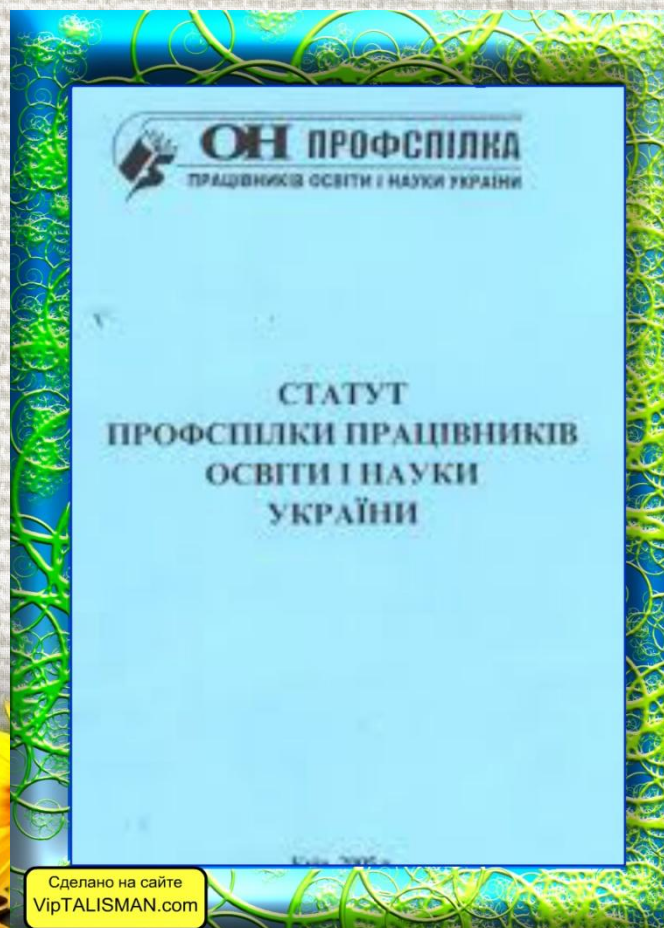 ОН ПРОФСПІЛКА
ПРАЦІВНИКІВ ОСВІТИ І НАУКИ УКРАЇНИ
СТАТУТ
ПРОФСПІЛКИ ПРАЦІВНИКІВ
ОСВІТИ І НАУКИ
УКРАЇНИ
Сделано на сайте
VipTALISMAN.com